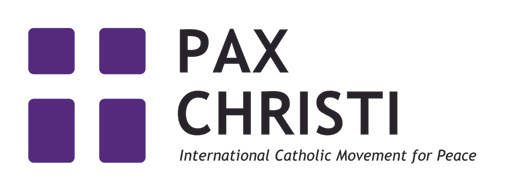 PAX
CHRISTI
International Catholic Movement for Peace